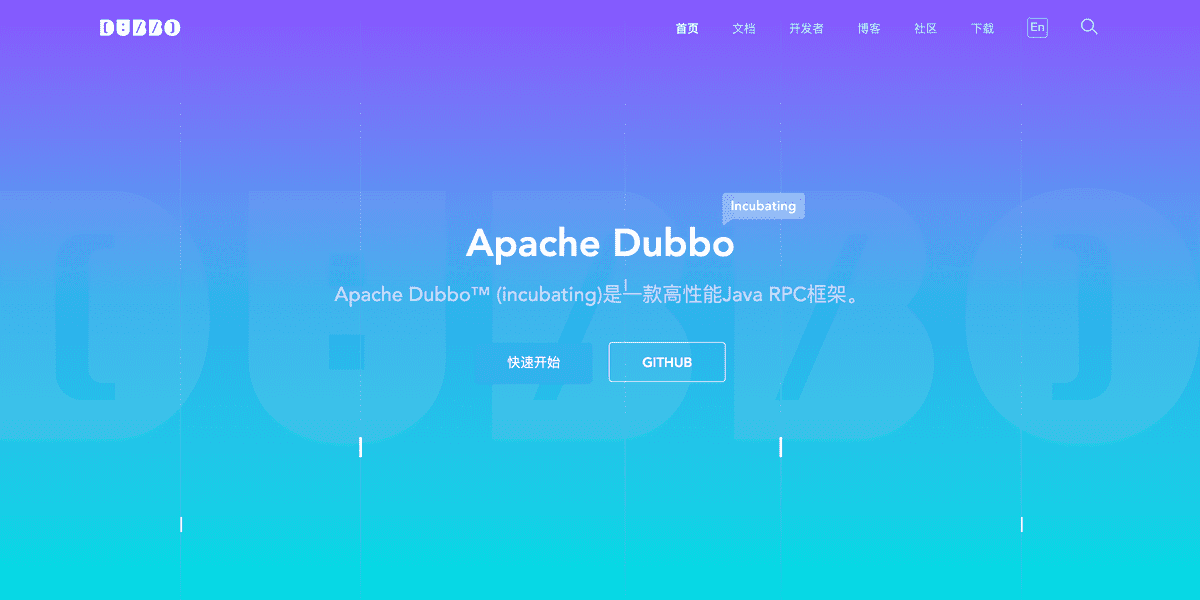 DUBBO
首页 文档 开发者 博客 社区 下载 En
Incubating
Apache Dubbo
Apache Dubbo™ (incubating)是一款高性能Java RPC框架。
快速开始 GITHUB
DUBBO